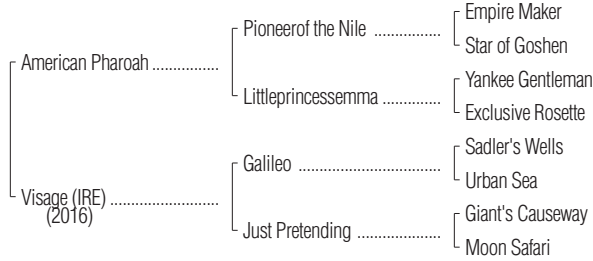 Empire Maker
Pioneerof the Nile ................
Star of Goshen
American Pharoah ................
Yankee Gentleman
Littleprincessemma ..............
Exclusive Rosette
Sadler's Wells
Galileo ..................................
Urban Sea
Visage (IRE) ..........................
(2016)
Giant's Causeway
Just Pretending ....................
Moon Safari